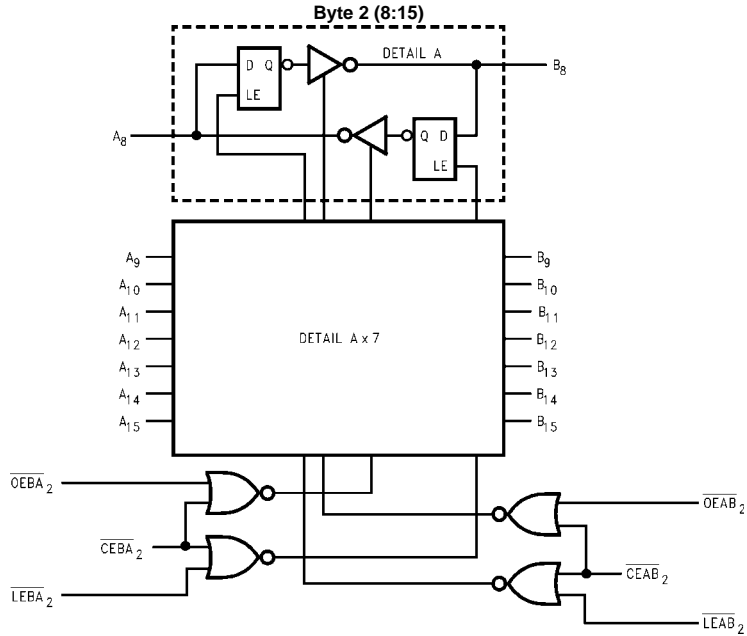 Byte 2 (8:15)
D Q
LE
DETAIL A
B8
A8
Q D
LE
A9
A10
A11
A12
A13
A14
A15
DETAIL A x 7
B9
B10
B11
B12
B13
B14
B15
OEBA2
CEBA2
LEBA2
OEAB2
CEAB2
LEAB2